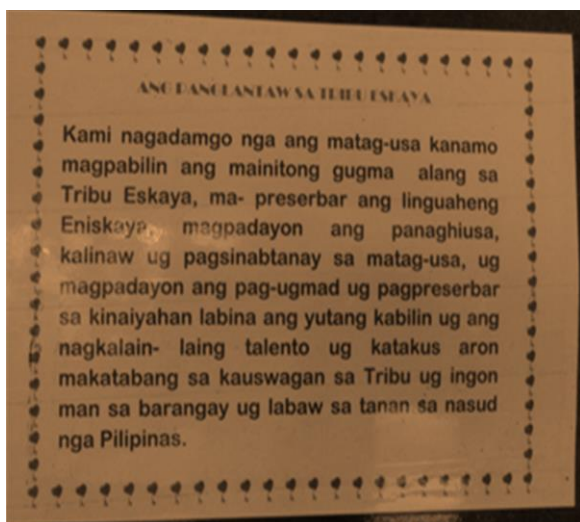 ANG PANGLANTAW SA TRIBU ESKAYA
Kami nagadamgo nga ang matag-usa kanamo
magpabilin ang mainitong gugma alang sa
Tribu Eskaya, ma- preserbar ang linguaheng
Eniskaya, magpadayon ang panaghiusa,
kalinaw ug pagsinabtanay sa matag-usa, ug
magpadayon ang pag-ugmad ug pagpreserbar
sa kinaiyahan labina ang yutang kabilin ug ang
nagkalain- laing talento ug katakus aron
makatabang sa kauswagan sa Tribu ug ingon
man sa barangay ug labaw sa tanan sa nasud
nga Pilipinas.